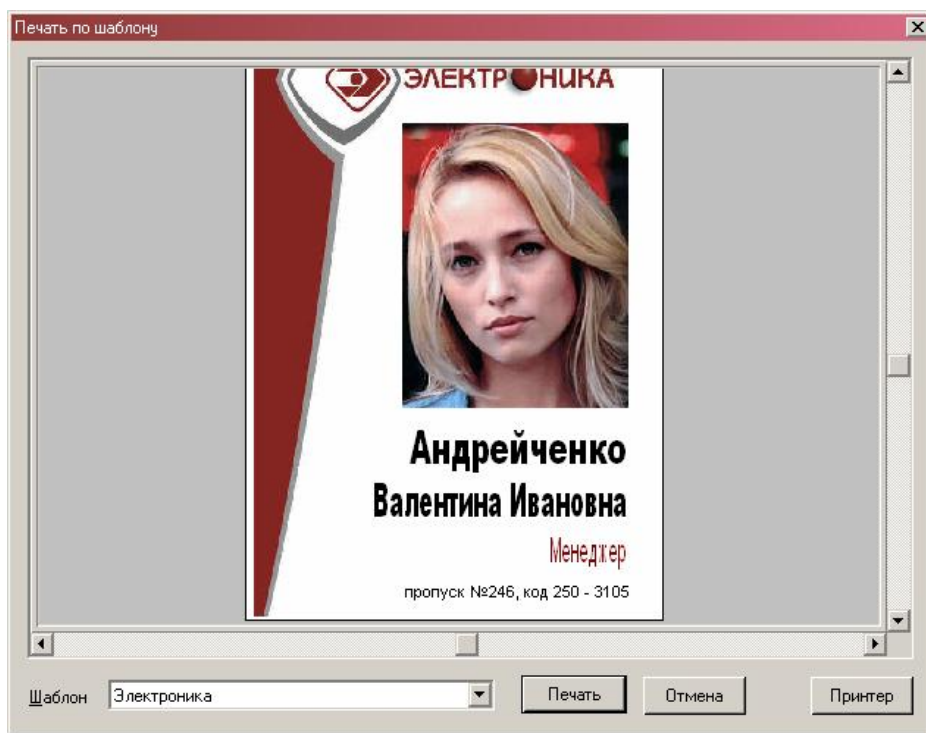 Печать по шаблону
ЭЛЕКТРОНИКА
Андрейченко
Валентина Ивановна
Менеджер
пропуск №246, код 250 - 3105
Шаблон Электроника Печать Отмена Принтер